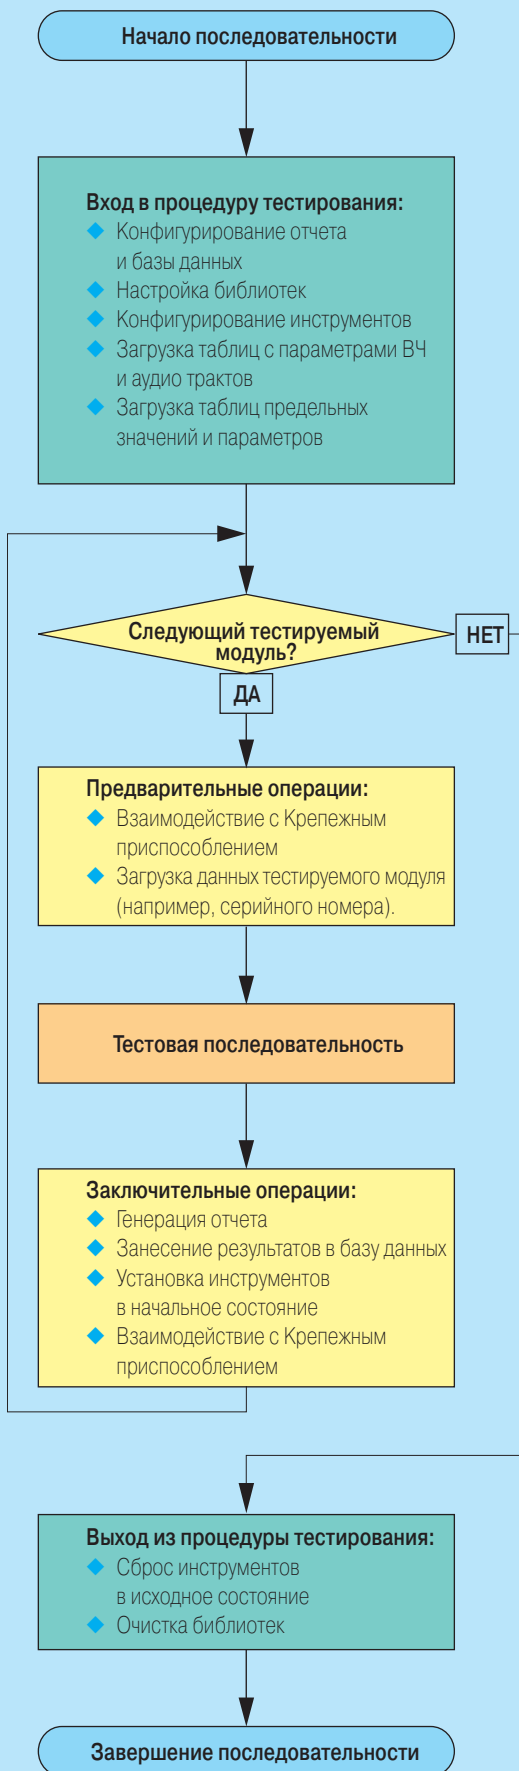 Начало последовательности
Вход в процедуру тестирования:
Конфигурирование отчета
и базы данных
Настройка библиотек
Конфигурирование инструментов
Загрузка таблиц с параметрами ВЧ
и аудио трактов
Загрузка таблиц предельных
значений и параметров
Следующий тестируемый
модуль?
НЕТ
ДА
Предварительные операции:
Взаимодействие с Крепежным
приспособлением
Загрузка данных тестируемого модуля
(например, серийного номера).
Тестовая последовательность
Заключительные операции:
Генерация отчета
Занесение результатов в базу данных
Установка инструментов
в начальное состояние
Взаимодействие с Крепежным
приспособлением
Выход из процедуры тестирования:
Сброс инструментов
в исходное состояние
Очистка библиотек
Завершение последовательности